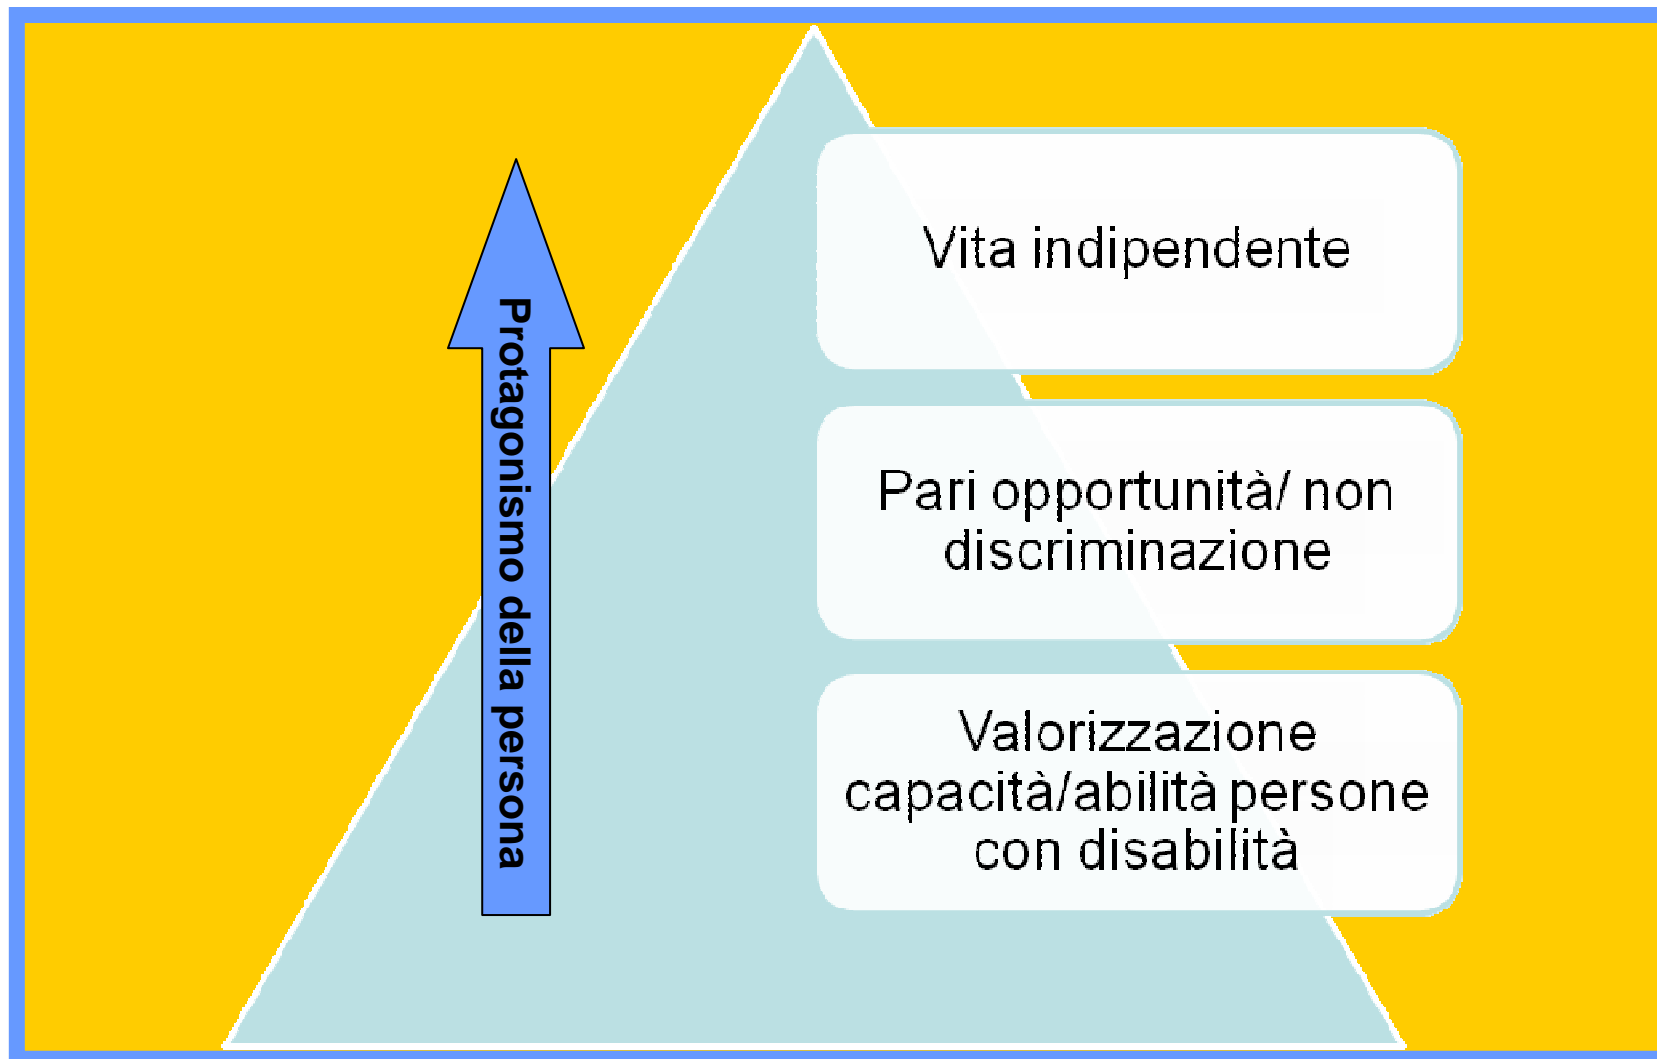 Vita indipendente
Protagonismo della persona
Pari opportunità/ non
discriminazione
Valorizzazione
capacità/abilità persone
con disabilità